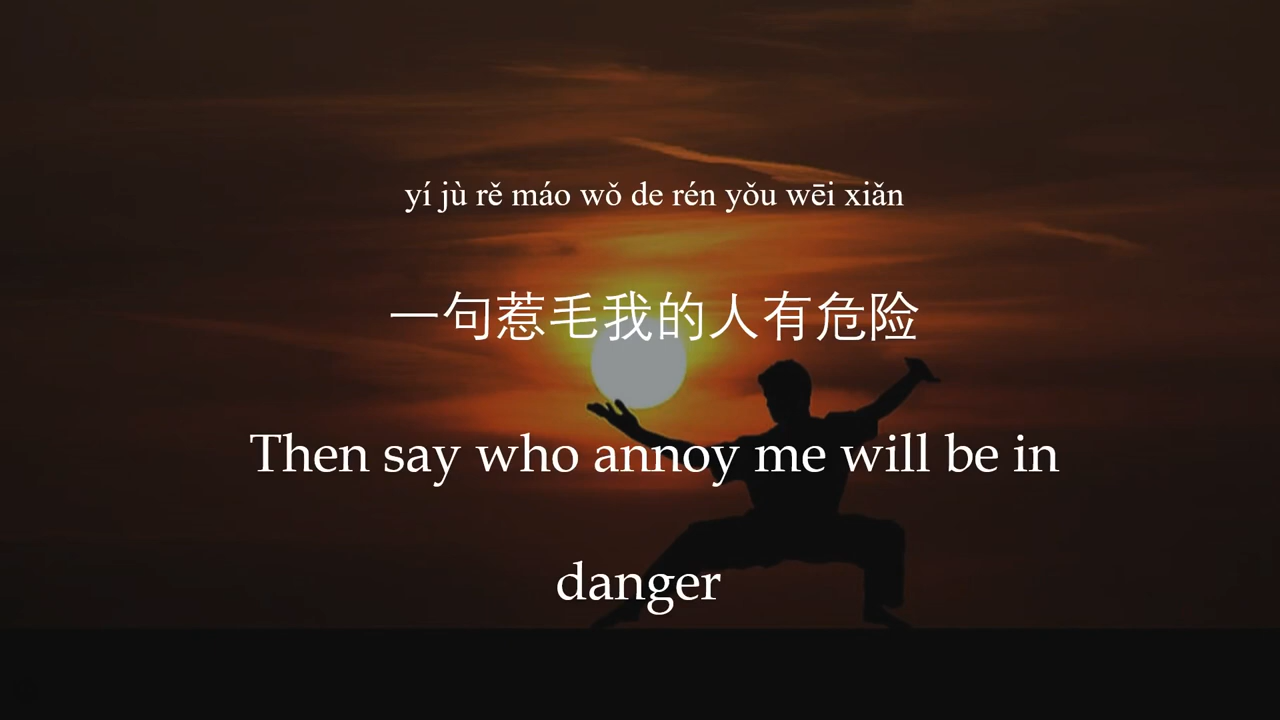 yí jù rě máo wǒ de rén yǒu wēi xiǎn
一句惹毛我的人有危险
Then say who annoy me will be in
danger